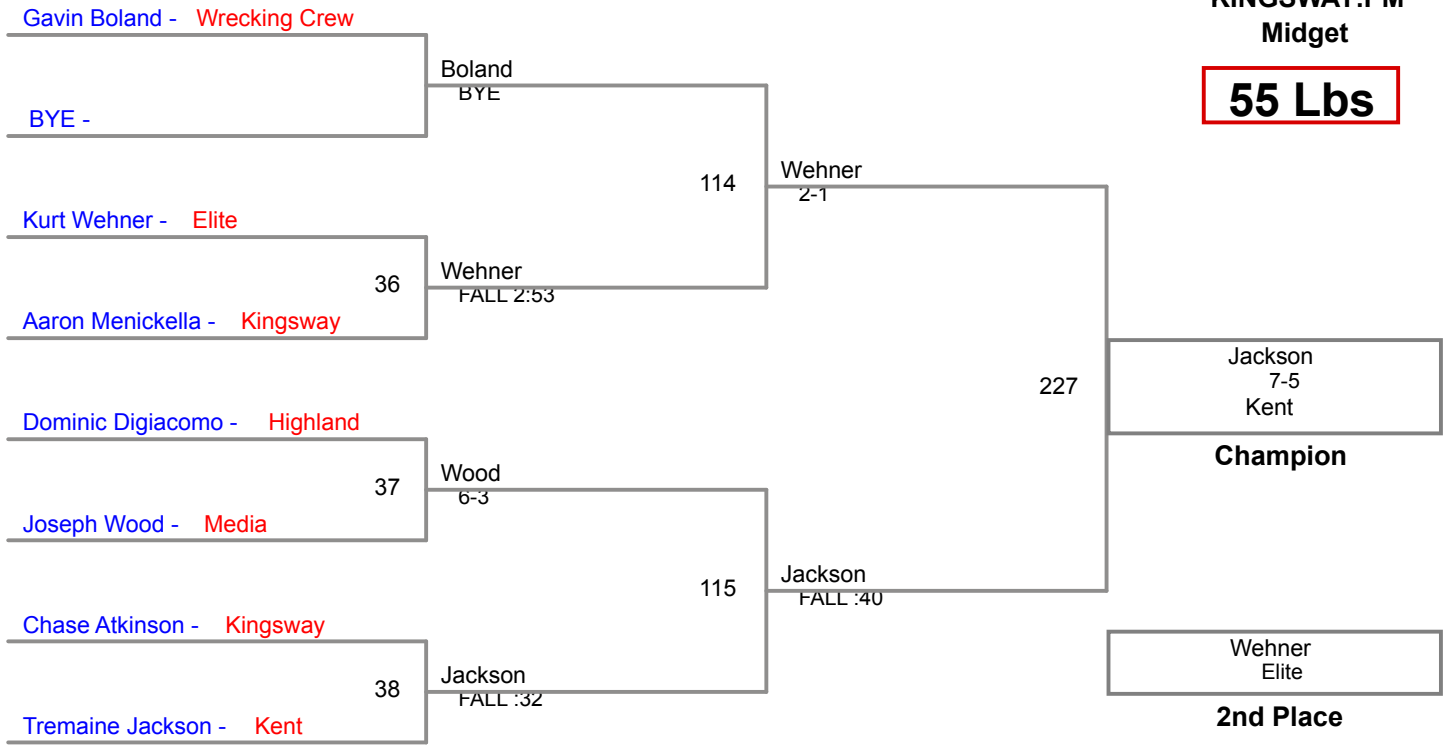 KINGSWAY.PM
Midget
55 Lbs
Gavin Boland - Wrecking Crew
BYE -
Boland
BYE
Kurt Wehner - Elite
36
Aaron Menickella - Kingsway
Wehner
FALL 2:53
114
Wehner
2-1
Dominic Digiacomo - Highland
37
Joseph Wood - Media
Wood
6-3
Chase Atkinson - Kingsway
38
Tremaine Jackson - Kent
Jackson
FALL :32
115
Jackson
FALL :40
227
Jackson
7-5
Kent
Champion
Wehner
Elite
2nd Place